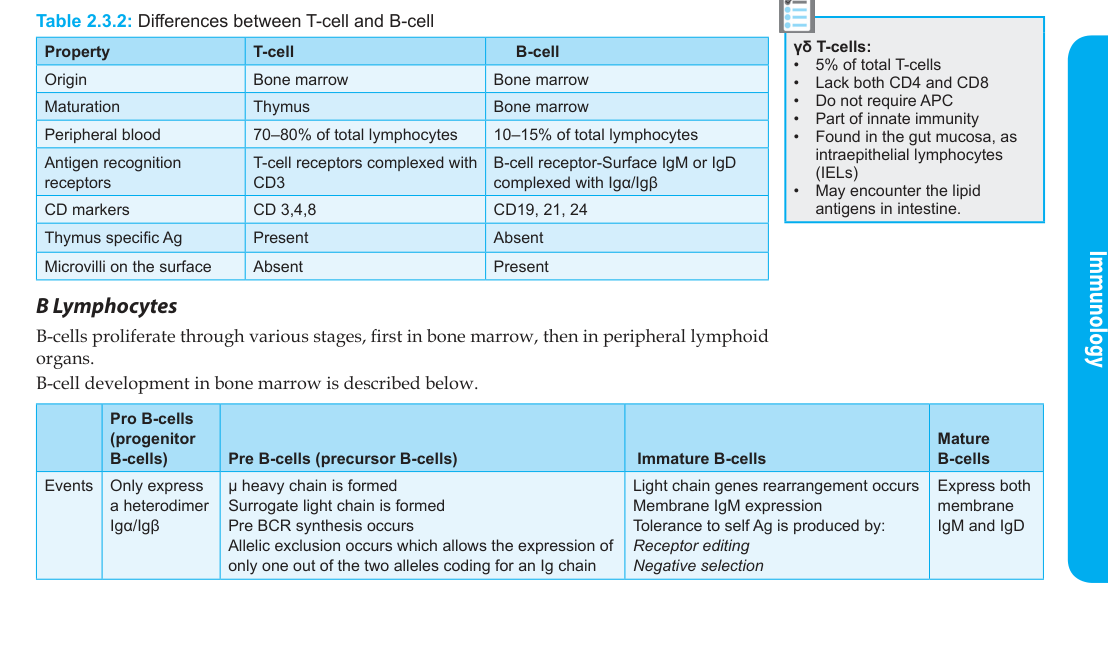 Table 2.3.2: Differences between T-cell and B-cell
Property T-cell B-cell
Origin Bone marrow Bone marrow
Maturation Thymus Bone marrow
Peripheral blood 70–80% of total lymphocytes 10–15% of total lymphocytes
Antigen recognition T-cell receptors complexed with B-cell receptor-Surface IgM or IgD
receptors CD3 complexed with Igα/Igβ
CD markers CD 3,4,8 CD19, 21, 24
Thymus specific Ag Present Absent
Microvilli on the surface Absent Present
γδ T-cells:
• 5% of total T-cells
• Lack both CD4 and CD8
• Do not require APC
• Part of innate immunity
• Found in the gut mucosa, as
intraepithelial lymphocytes
(IELs)
• May encounter the lipid
antigens in intestine.
Immunology
B Lymphocytes
B-cells proliferate through various stages, first in bone marrow, then in peripheral lymphoid
organs.
B-cell development in bone marrow is described below.
Pro B-cells
(progenitor Mature
B-cells) Pre B-cells (precursor B-cells) Immature B-cells B-cells
Events Only express μ heavy chain is formed Light chain genes rearrangement occurs Express both
a heterodimer Surrogate light chain is formed Membrane IgM expression membrane
Igα/Igβ Pre BCR synthesis occurs Tolerance to self Ag is produced by: IgM and IgD
Allelic exclusion occurs which allows the expression of Receptor editing
only one out of the two alleles coding for an Ig chain Negative selection